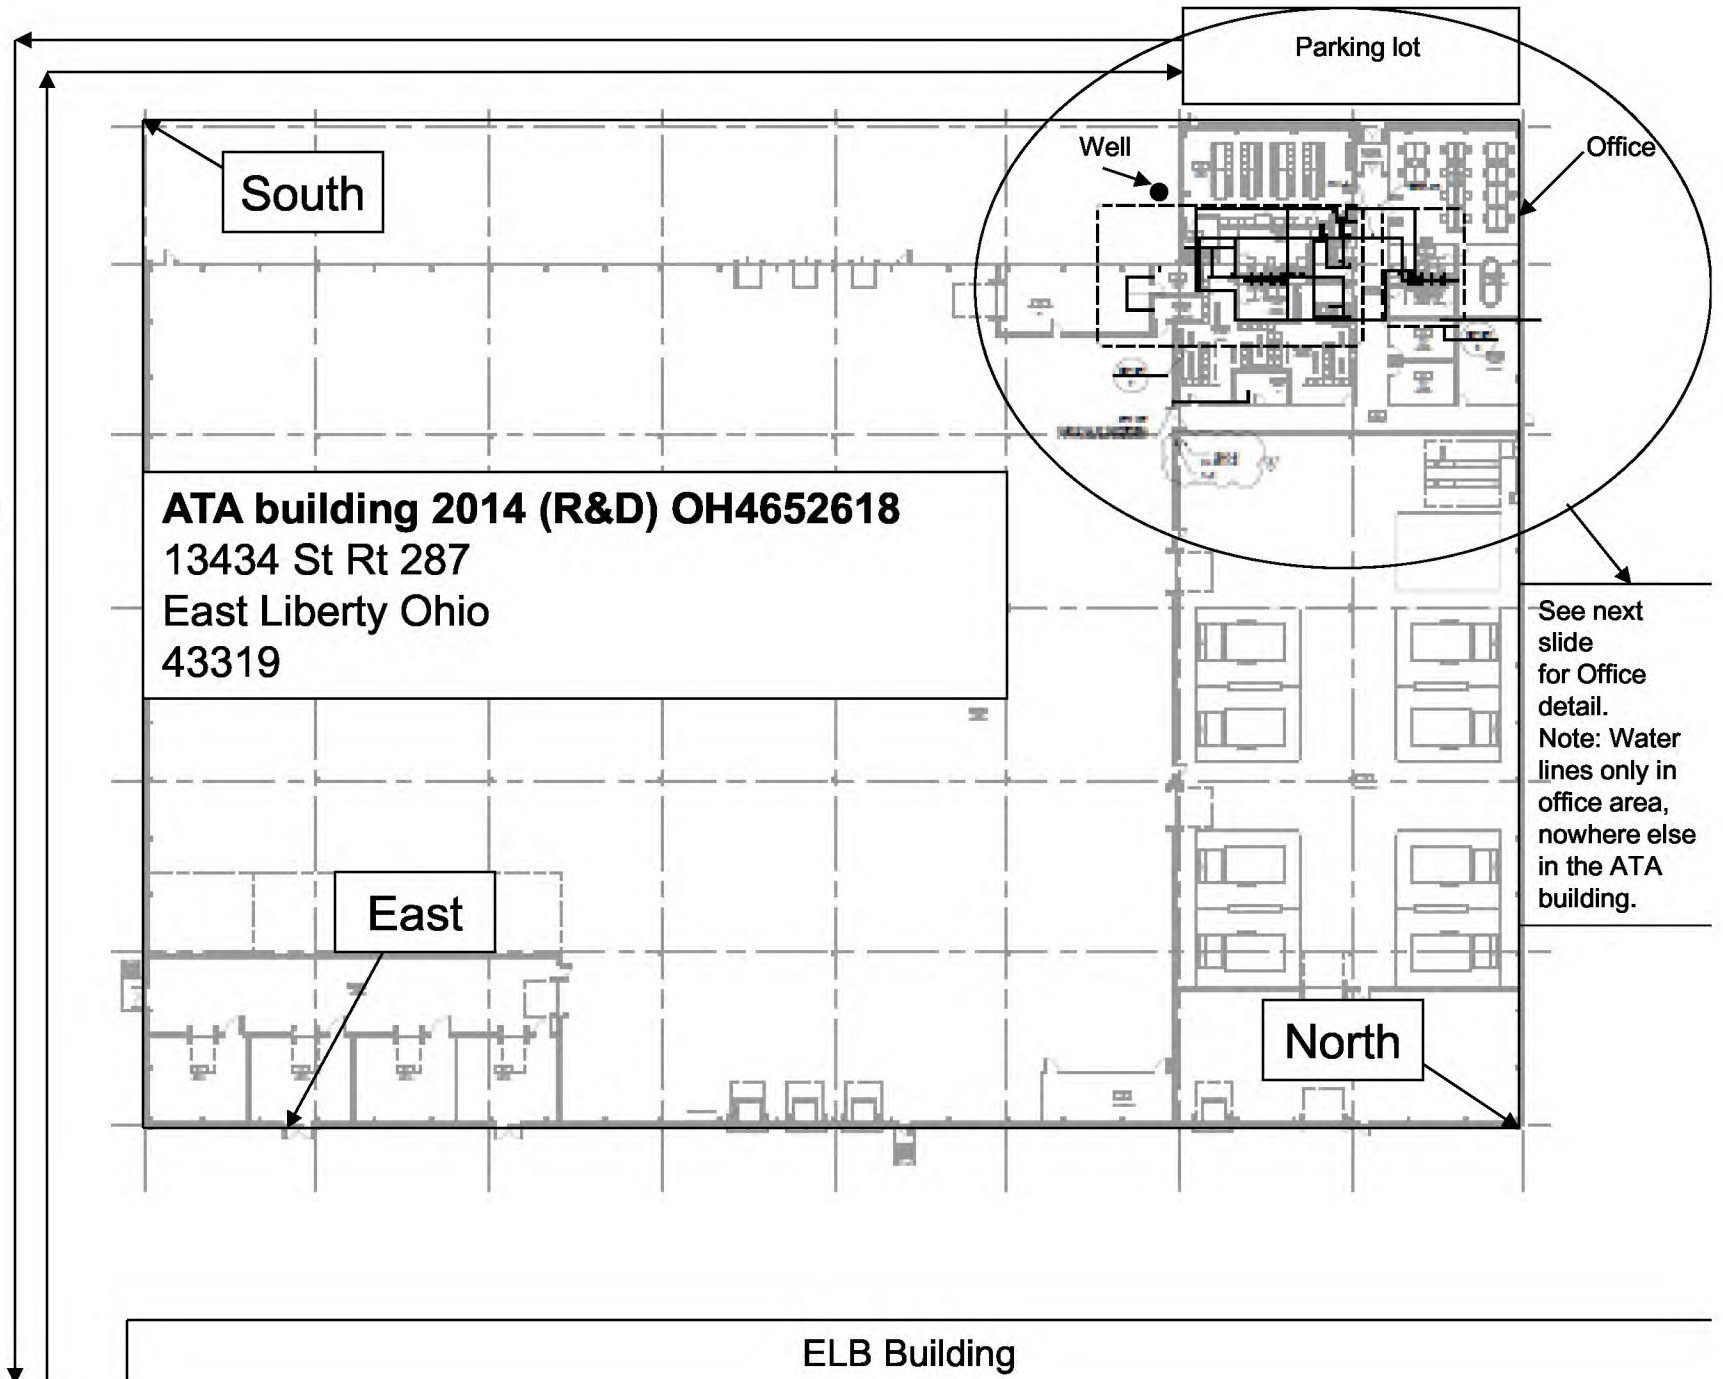 Parking lot
Well
Office
South
ATA building 2014 (R&D) OH4652618
13434 St Rt 287
East Liberty Ohio
43319
See next
slide
for Office
detail.
Note: Water
lines only in
office area,
nowhere else
in the ATA
building.
East
North
ELB Building